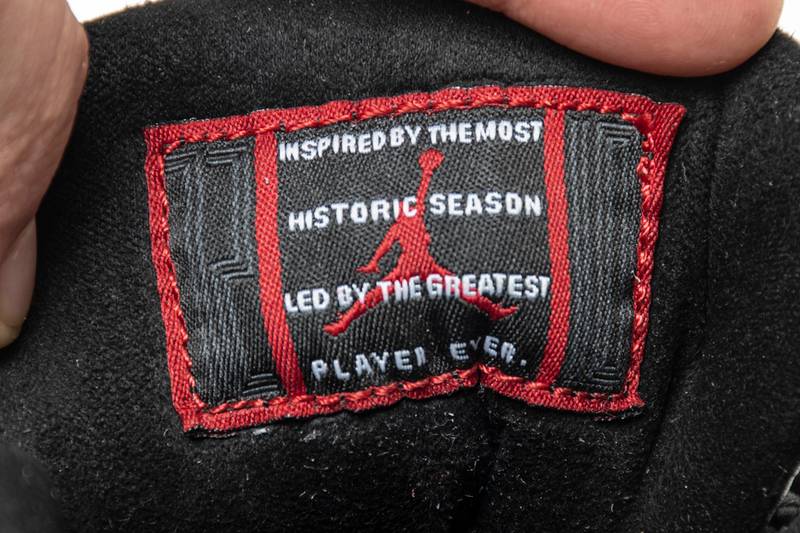 INSPIRED BY THE MOST
HISTORIC SEASON
LED BY THE GREATEST
PLAYER EVER.